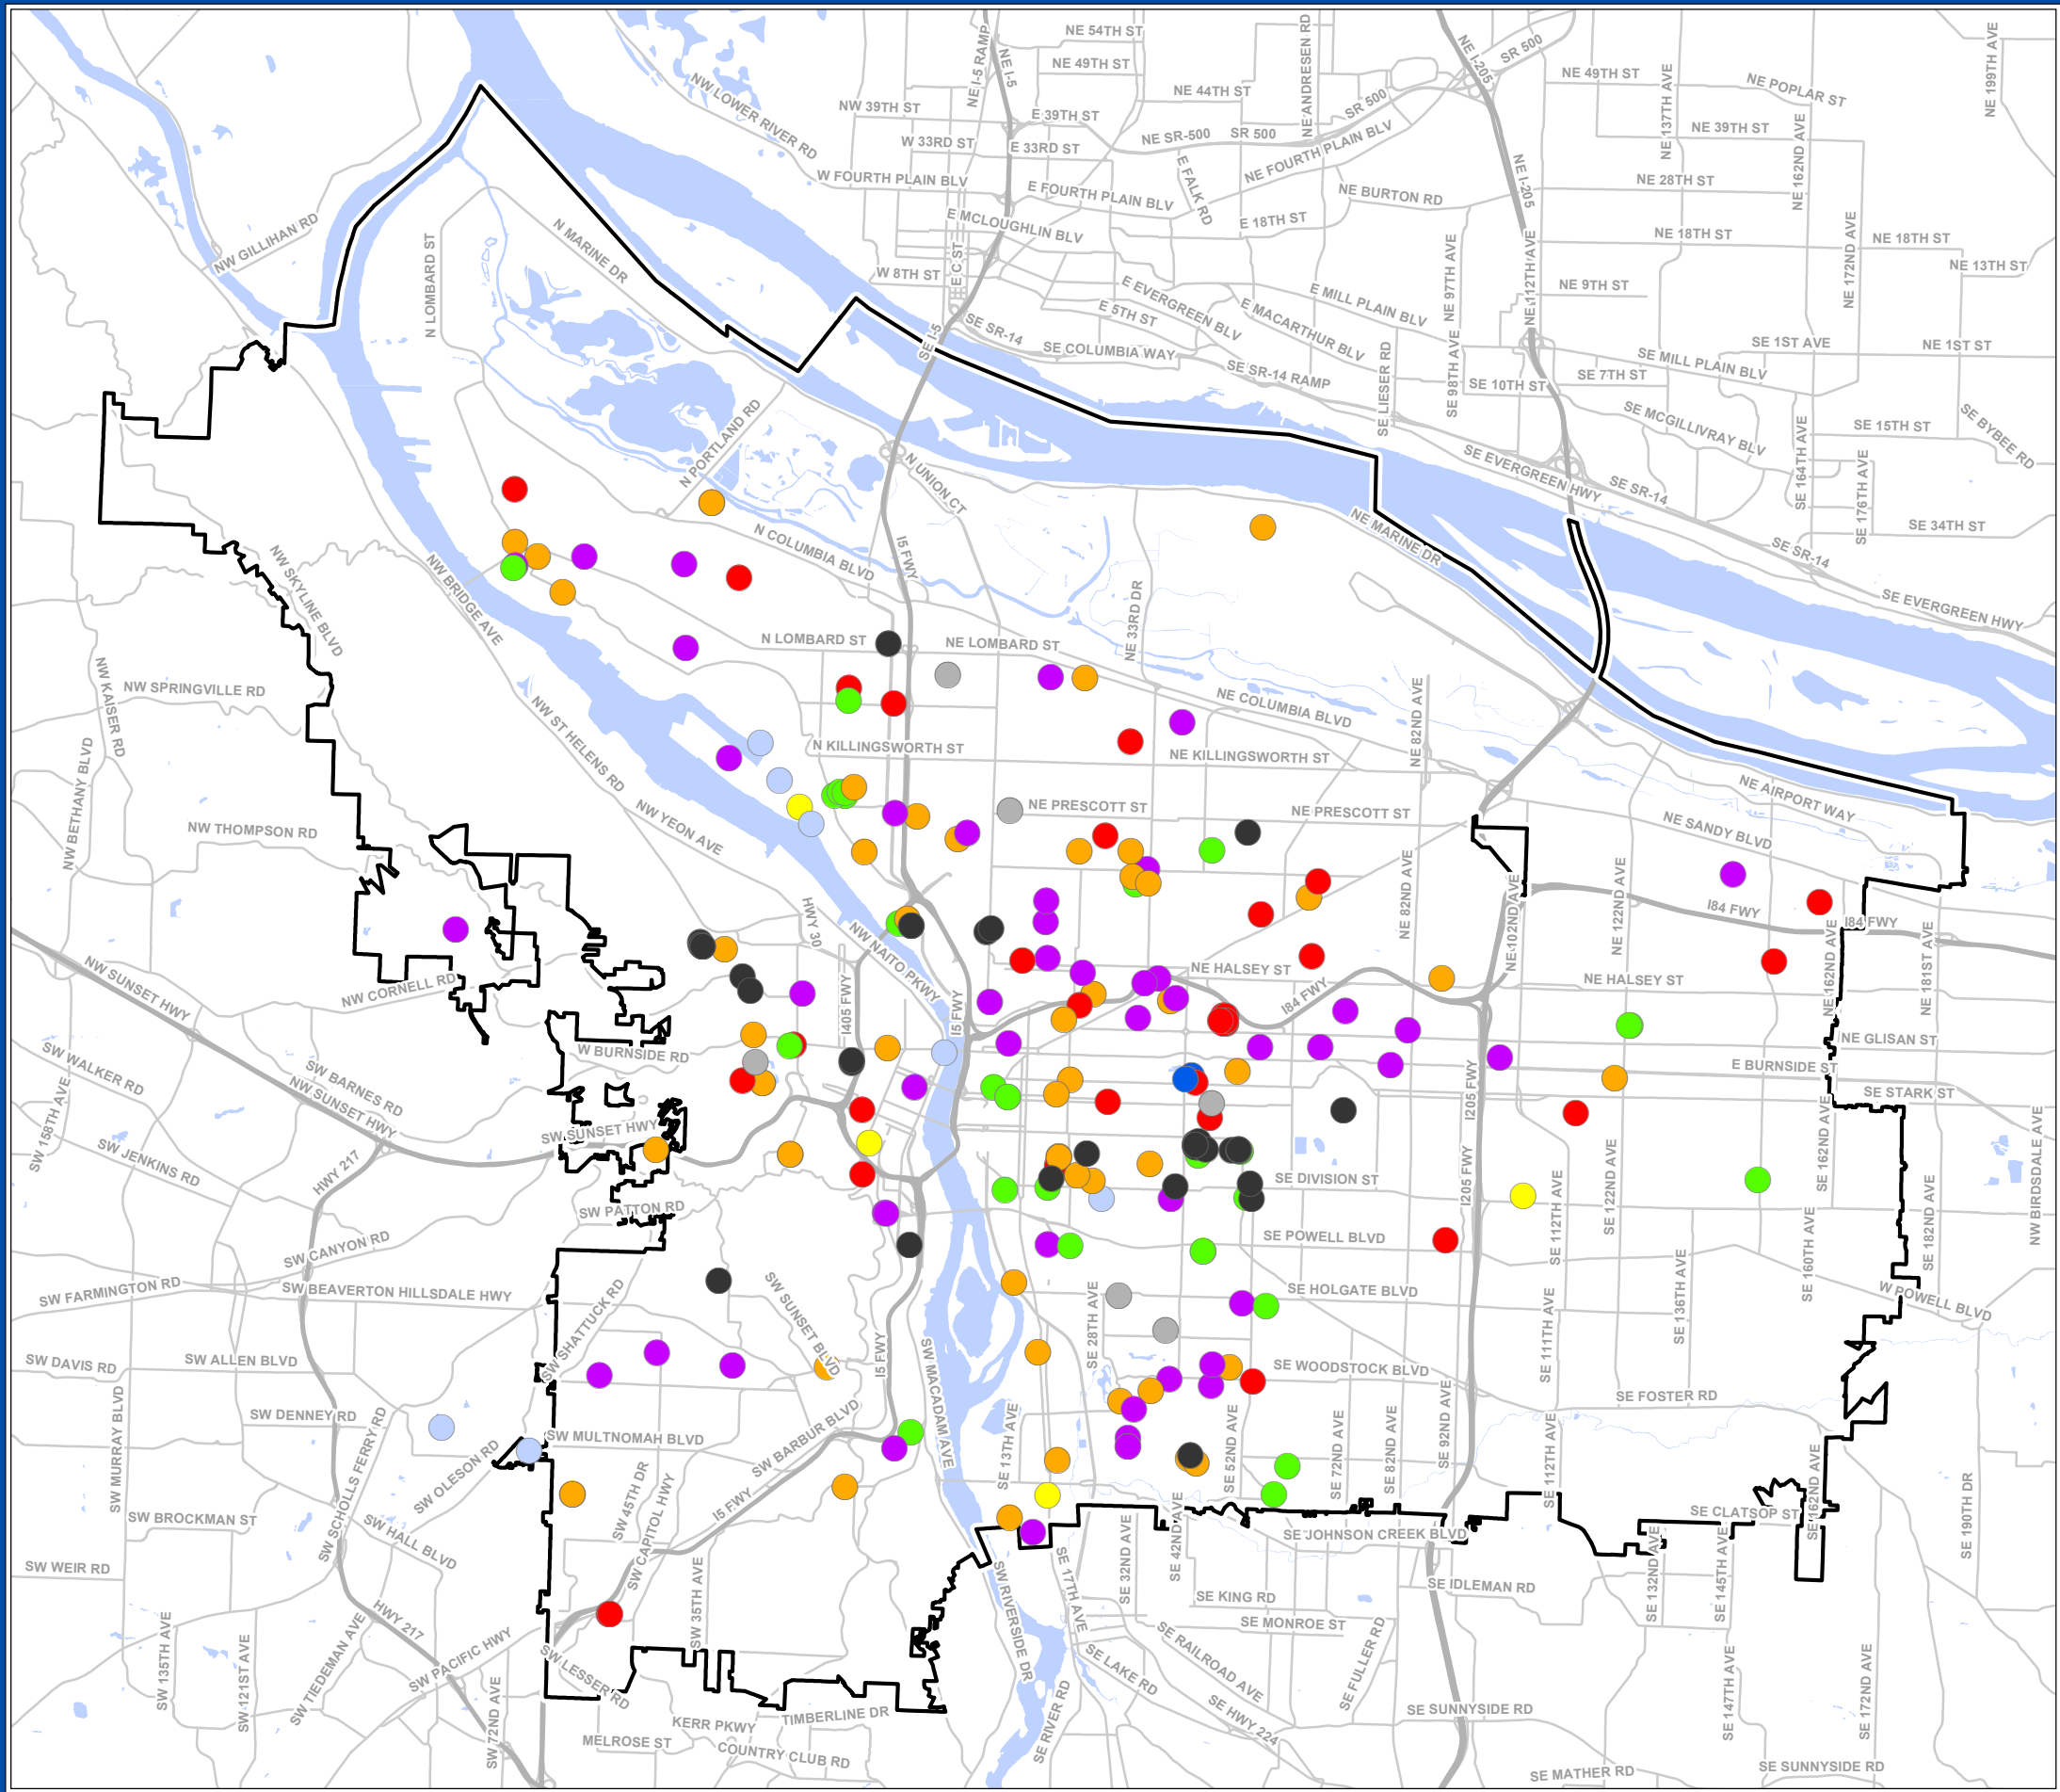 NE 54TH ST
NE 49TH ST
NE I-5 RAMP
NE I-5
NE ANDRESEN RD
NE I-205
SR 500
NE 49TH ST
NE 137TH AVE
NE POPLAR ST
NE 199TH AVE
NW LOWER RIVER RD
NW 39TH ST
E 39TH ST
NE 44TH ST
SR 500
W 33RD ST
E 33RD ST
NE SR-500
SR 500
NE FOURTH PLAIN BLV
NE 39TH ST
NE 162ND AVE
W FOURTH PLAIN BLV
E FOURTH PLAIN BLV
E FALK RD
NE BURTON RD
NE I-205
NE 28TH ST
E MCLOUGHLIN BLV
E 18TH ST
NE 18TH ST
NE 172ND AVE
NE 18TH ST
NW GILLIHAN RD
N LOMBARD ST
N MARINE DR
W 8TH ST
E C ST
E EVERGREEN BLV
E 5TH ST
E MACARTHUR BLV
E MILL PLAIN BLV
NE 97TH AVE
NE 112TH AVE
NE 9TH ST
NE 13TH ST
SE I-5
SE SR-14
SE COLUMBIA WAY
SE SR-14 RAMP
SE LIESER RD
SE 98TH AVE
SE 10TH ST
SE 7TH ST
SE MILL PLAIN BLV
SE 1ST AVE
NE 1ST ST
SE MCGILLIVRAY BLV
SE 164TH AVE
SE 15TH ST
SE BYBEE RD
SE 176TH AVE
SE 34TH ST
SE EVERGREEN HWY
SE SR-14
SE SR-14
SE EVERGREEN HWY
N PORTLAND RD
N UNION CT
NE MARINE DR
N COLUMBIA BLVD
I5 FWY
NE 33RD DR
NW SKYLINE BLVD
NW BRIDGE AVE
N LOMBARD ST
NE LOMBARD ST
NW KAISER RD
NW SPRINGVILLE RD
NW ST HELENS RD
NE COLUMBIA BLVD
NE 82ND AVE
N KILLINGSWORTH ST
NE KILLINGSWORTH ST
NW BETHANY BLVD
NW THOMPSON RD
NW YEON AVE
NE PRESCOTT ST
NE PRESCOTT ST
NE AIRPORT WAY
NE SANDY BLVD
NE 82ND AVE
NE 102ND AVE
NE 122ND AVE
I84 FWY
I84 FWY
HWY 30
NW NAITO PKWY
NW SUNSET HWY
NW CORNELL RD
I405 FWY
I5 FWY
NE HALSEY ST
I84 FWY
NE HALSEY ST
NE 162ND AVE
NE 181ST AVE
NE GLISAN ST
E BURNSIDE ST
SE STARK ST
SW WALKER RD
SW 158TH AVE
SW BARNES RD
NW SUNSET HWY
W BURNSIDE RD
SW SUNSET HWY
SW JENKINS RD
HWY 217
SW PATTON RD
I205 FWY
I205 FWY
SE DIVISION ST
SE 112TH AVE
SE 122ND AVE
SE 162ND AVE
SE 182ND AVE
NW BIRDSDALE AVE
SW CANYON RD
SE POWELL BLVD
SW FARMINGTON RD
SW BEAVERTON HILLSDALE HWY
SW SHATTUCK RD
SW SUNSET BLVD
SE 28TH AVE
SE HOLGATE BLVD
SE 111TH AVE
SE 136TH AVE
SE 160TH AVE
W POWELL BLVD
SW DAVIS RD
SW ALLEN BLVD
I5 FWY
SW MACADAM AVE
SE WOODSTOCK BLVD
SE FOSTER RD
SW MURRAY BLVD
SW DENNEY RD
SW SCHOLLS FERRY RD
SW OLESON RD
SW MULTNOMAH BLVD
SW BARBUR BLVD
SE 13TH AVE
SE 52ND AVE
SE 72ND AVE
SE 82ND AVE
SE 92ND AVE
SE 112TH AVE
SE 162ND AVE
SE 190TH DR
SW BROCKMAN ST
SW HALL BLVD
SW 45TH DR
SW CAPITOL HWY
I5 FWY
SE CLATSOP ST
SE JOHNSON CREEK BLVD
SW WEIR RD
SW 35TH AVE
SW RIVERSIDE DR
SE 17TH AVE
SE 32ND AVE
SE 42ND AVE
SE KING RD
SE IDLEMAN RD
SE 132ND AVE
SE 145TH AVE
SW 135TH AVE
SW 121ST AVE
SW TIEDEMAN AVE
HWY 217
SW PACIFIC HWY
SW LESSER RD
SE MONROE ST
SE RAILROAD AVE
SE FULLER RD
SE LAKE RD
SE HWY 224
SE SUNNYSIDE RD
SE 147TH AVE
SE 172ND AVE
SW 72ND AVE
KERR PKWY
TIMBERLINE DR
MELROSE ST
COUNTRY CLUB RD
SE RIVER RD
SE MATHER RD
SE SUNNYSIDE RD